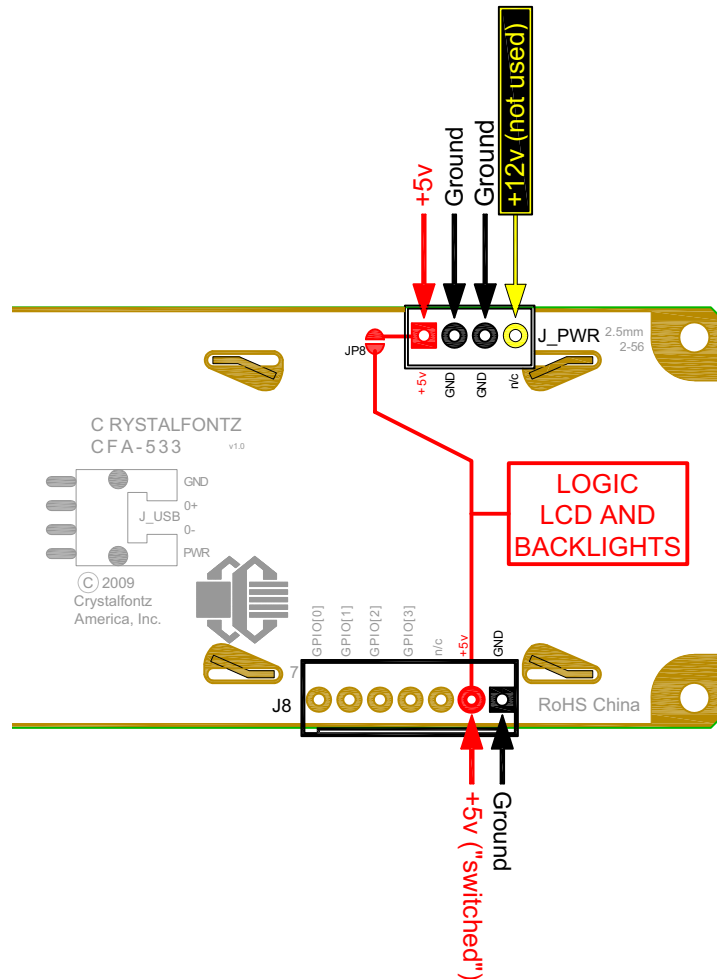 +5v
Ground
Ground
+12v (not used)
JP8
J_PWR
2.5mm
2-56
+5v
GND
GND
n/c
C RYSTALFONTZ
CFA-533
v1.0
GND
0+
J_USB
0-
PWR
LOGIC
LCD AND
BACKLIGHTS
C 2009
Crystalfontz
America, Inc.
GPIO[0]
GPIO[1]
GPIO[2]
GPIO[3]
n/c
+5v
GND
7
J8
RoHS China
+5v ("switched")
Ground